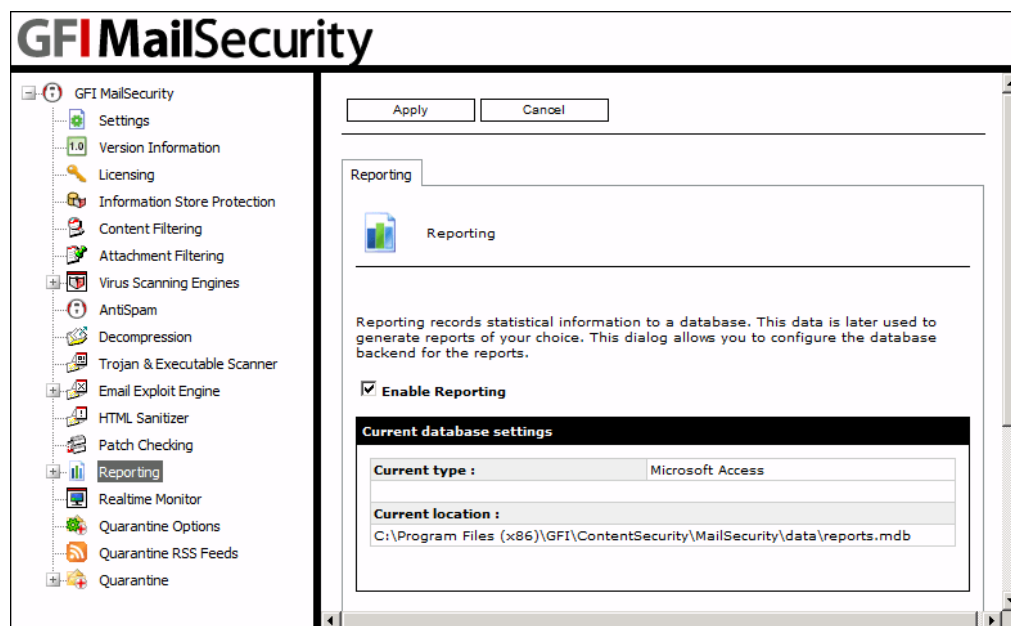 GFI MailSecurity
GFI MailSecurity
Settings
1.0 Version Information
Licensing
Information Store Protection
Content Filtering
Attachment Filtering
Virus Scanning Engines
AntiSpam
Decompression
Trojan & Executable Scanner
Email Exploit Engine
HTML Sanitizer
Patch Checking
Reporting
Realtime Monitor
Quarantine Options
Quarantine RSS Feeds
Quarantine
Apply Cancel
Reporting
Reporting
Reporting records statistical information to a database. This data is later used to
generate reports of your choice. This dialog allows you to configure the database
backend for the reports.
Enable Reporting
Current database settings
Current type : Microsoft Access
Current location :
C:\Program Files (x86)\GFI\ContentSecurity\MailSecurity\data\reports.mdb